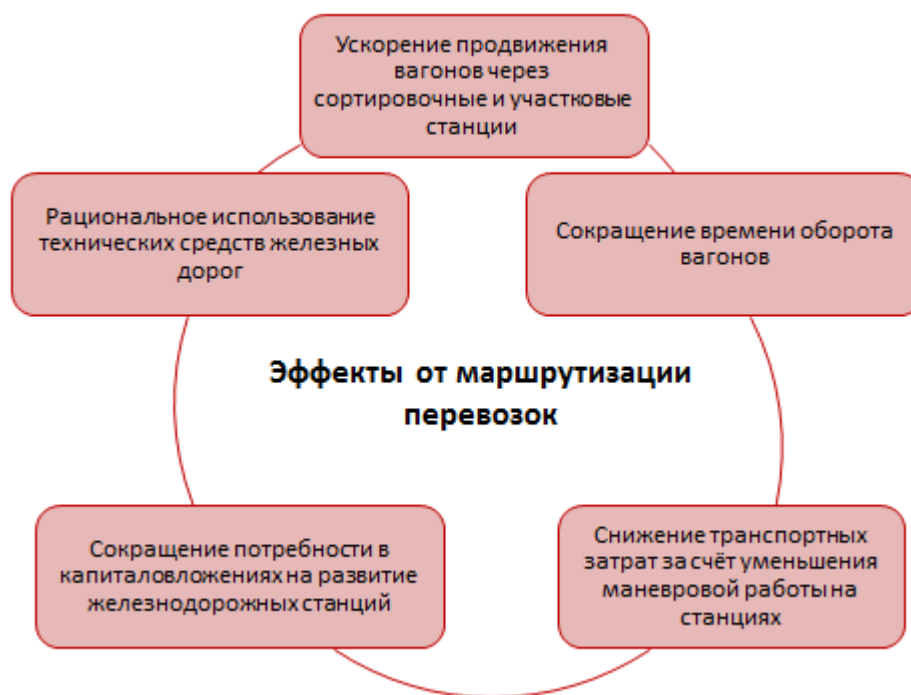 Ускорение продвижения
вагонов через
сортировочные и участковые
станции
Рациональное использование
технических средств железных
дорог
Сокращение времени оборота
вагонов
Эффекты от маршрутизации
перевозок
Сокращение потребности в
капиталовложениях на развитие
железнодорожных станций
Снижение транспортных
затрат за счёт уменьшения
маневровой работы на
станциях